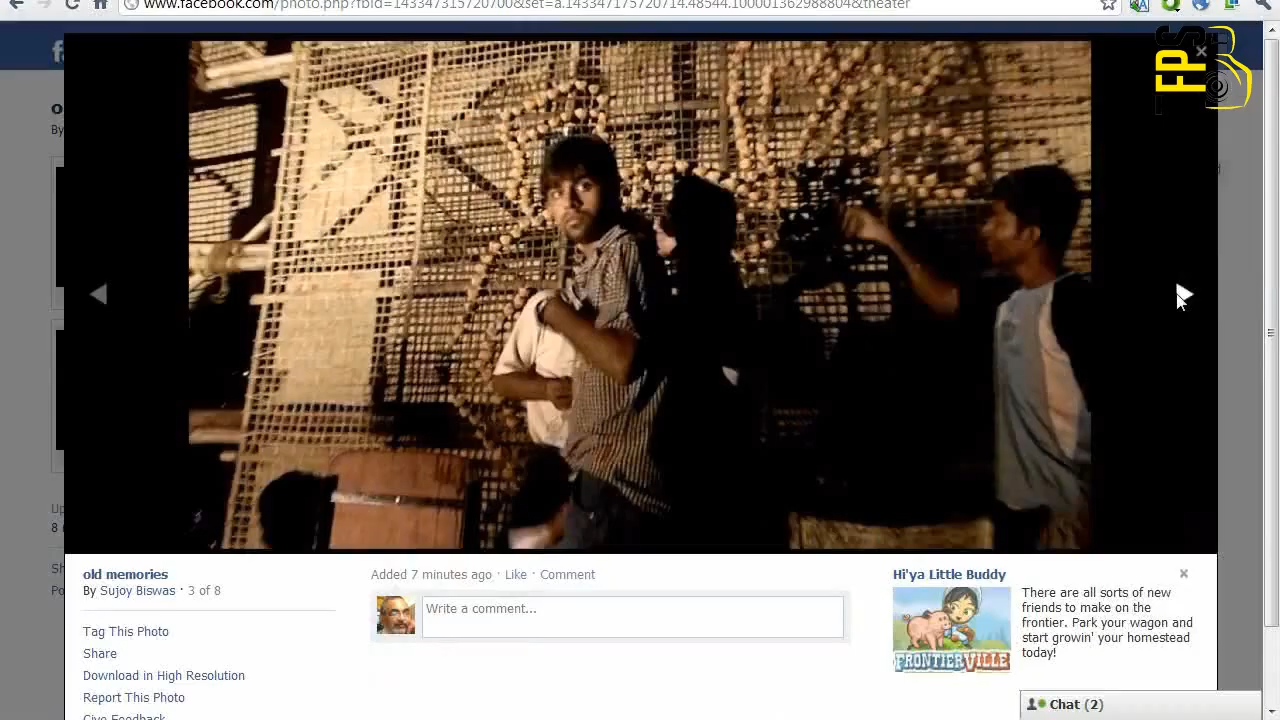 www.facebook.com/photo.php?fbid=143347315720700&set=a.143347175720714.48544.100001362988804&theater
FPS
By
old memories
By Sujoy Biswas · 3 of 8
Tag This Photo
Share
Download in High Resolution
Report This Photo
Give Feedback
Added 7 minutes ago · Like · Comment
Write a comment...
Hi'ya Little Buddy
FRONTIERVILLE
There are all sorts of new
friends to make on the
frontier. Park your wagon and
start growin' your homestead
today!
Chat (2)